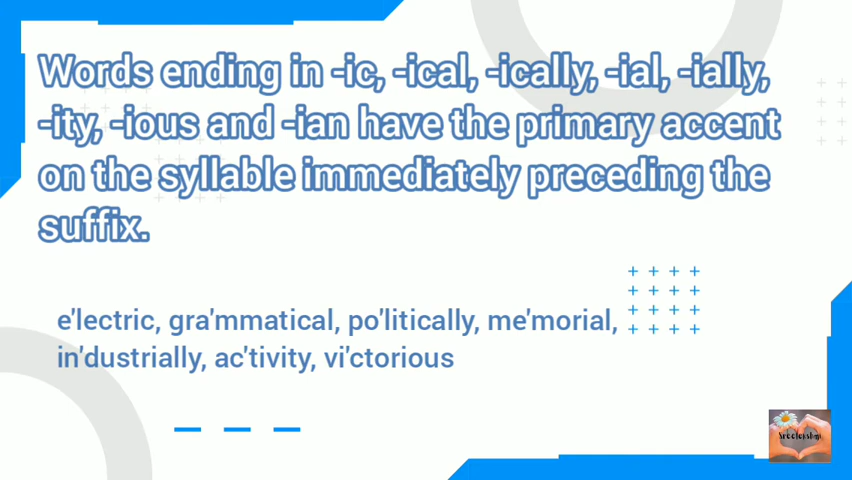 Words ending in -ic, -ical, -ically, -ial, -ially,
-ity, -ious and -ian have the primary accent
on the syllable immediately preceding the
suffix.
e'lectric, gra'mmatical, po'litically, me'morial,
in'dustrially, ac'tivity, vi'ctorious
Sreelekshmi